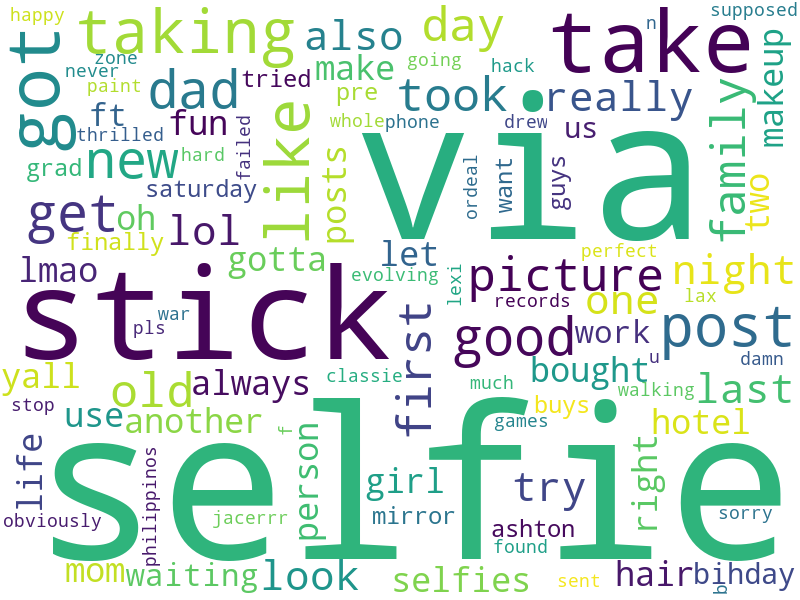 happy
taking
also
day
take
n
supposed
got
zone
never
paint
dad
tried
make
going
hack
pre
took
really
makeup
ft
thrilled
fun
failed
like
whole
phone
drew
us
family
grad
new
hard
saturday
posts
via
ordeal
want
guys
two
get
oh
finally
lol
gotta
let
perfect
lmao
stick
evolving
lexi
picture
records
one
night
lax
war
pls
first
good
work
post
u
damn
yall
old
always
classie
much
bought
walking
last
stop
use
another
buys
games
hotel
life
selfie
f
person
girl
try
right
obviously
philippinos
jacerrr
mirror
ashton
found
sorry
mom
waiting
look
selfies
sent
hair
bihday
b